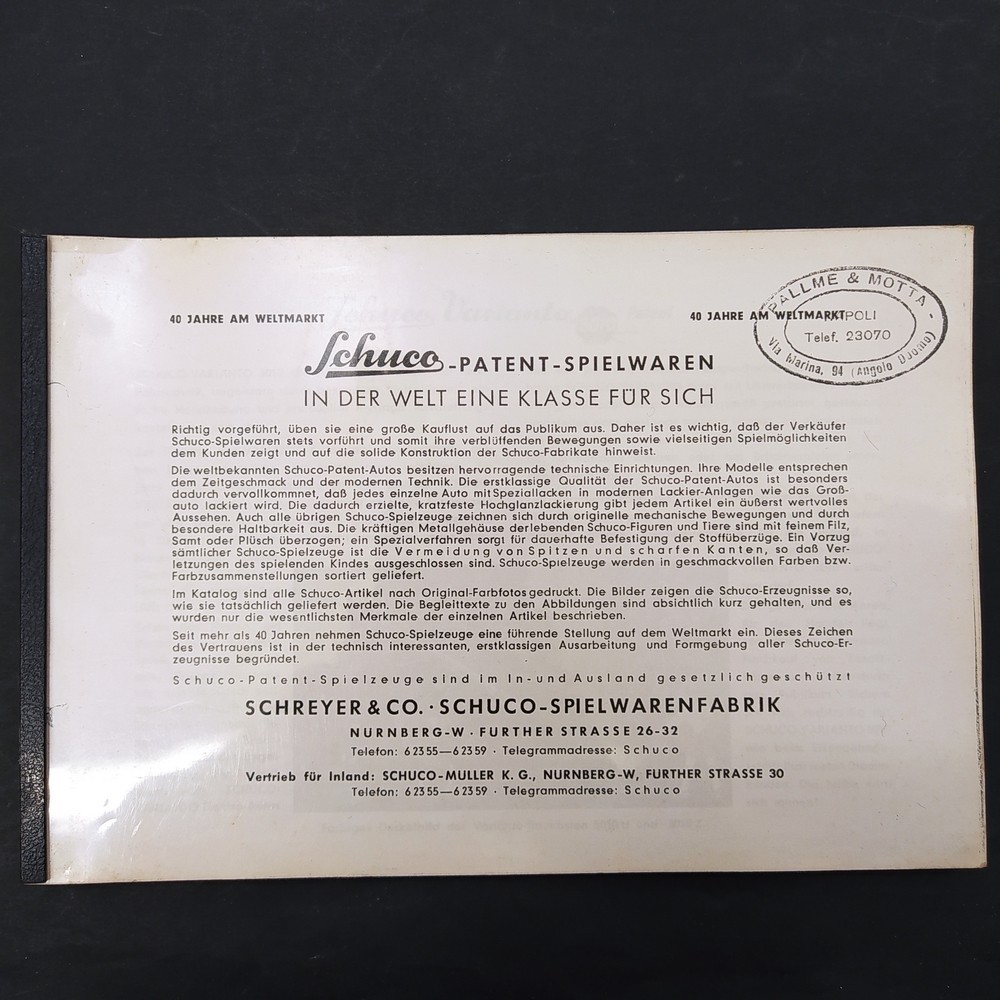 40 JAHRE AM WELTMARKT
40 JAHRE AM WELTMARKT
PALLME & MOTTA
Telef. 23070
Via Marina, 94 (Angolo Duomo)
Schuco-PATENT-SPIELWAREN
IN DER WELT EINE KLASSE FÜR SICH
Richtig vorgeführt, üben sie eine große Kauflust auf das Publikum aus. Daher ist es wichtig, daß der Verkäufer
Schuco-Spielwaren stets vorführt und somit ihre verblüffenden Bewegungen sowie vielseitigen Spielmöglichkeiten
dem Kunden zeigt und auf die solide Konstruktion der Schuco-Fabrikate hinweist.
Die weltbekannten Schuco-Patent-Autos besitzen hervorragende technische Einrichtungen. Ihre Modelle entsprechen
dem Zeitgeschmack und der modernen Technik. Die erstklassige Qualität der Schuco-Patent-Autos ist besonders
dadurch vervollkommnet, daß jedes einzelne Auto mit Speziallacken in modernen Lackier-Anlagen wie das Groß-
auto lackiert wird. Die dadurch erzielte, kratzfeste Hochglanzlackierung gibt jedem Artikel ein äußerst wertvolles
Aussehen. Auch alle übrigen Schuco-Spielzeuge zeichnen sich durch originelle mechanische Bewegungen und durch
besondere Haltbarkeit aus. Die kräftigen Metallgehäuse der lebenden Schuco-Figuren und Tiere sind mit feinem Filz,
Samt oder Plüsch überzogen; ein Spezialverfahren sorgt für dauerhafte Befestigung der Stoffüberzüge. Ein Vorzug
sämtlicher Schuco-Spielzeuge ist die Vermeidung von Spitzen und scharfen Kanten, so daß Ver-
letzungen des spielenden Kindes ausgeschlossen sind. Schuco-Spielzeuge werden in geschmackvollen Farben bzw.
Farbzusammenstellungen sortiert geliefert.
Im Katalog sind alle Schuco-Artikel nach Original-Farbfotos gedruckt. Die Bilder zeigen die Schuco-Erzeugnisse so,
wie sie tatsächlich geliefert werden. Die Begleittexte zu den Abbildungen sind absichtlich kurz gehalten, und es
wurden nur die wesentlichsten Merkmale der einzelnen Artikel beschrieben.
Seit mehr als 40 Jahren nehmen Schuco-Spielzeuge eine führende Stellung auf dem Weltmarkt ein. Dieses Zeichen
des Vertrauens ist in der technisch interessanten, erstklassigen Ausarbeitung und Formgebung aller Schuco-Er-
zeugnisse begründet.
Schuco-Patent-Spielzeuge sind im In- und Ausland gesetzlich geschützt
SCHREYER & CO. · SCHUCO-SPIELWARENFABRIK
NURNBERG-W · FURTHER STRASSE 26-32
Telefon: 6 23 55—6 23 59 · Telegrammadresse: Schuco
Vertrieb für Inland: SCHUCO-MULLER K. G., NURNBERG-W, FURTHER STRASSE 30
Telefon: 6 23 55—6 23 59 · Telegrammadresse: Schuco